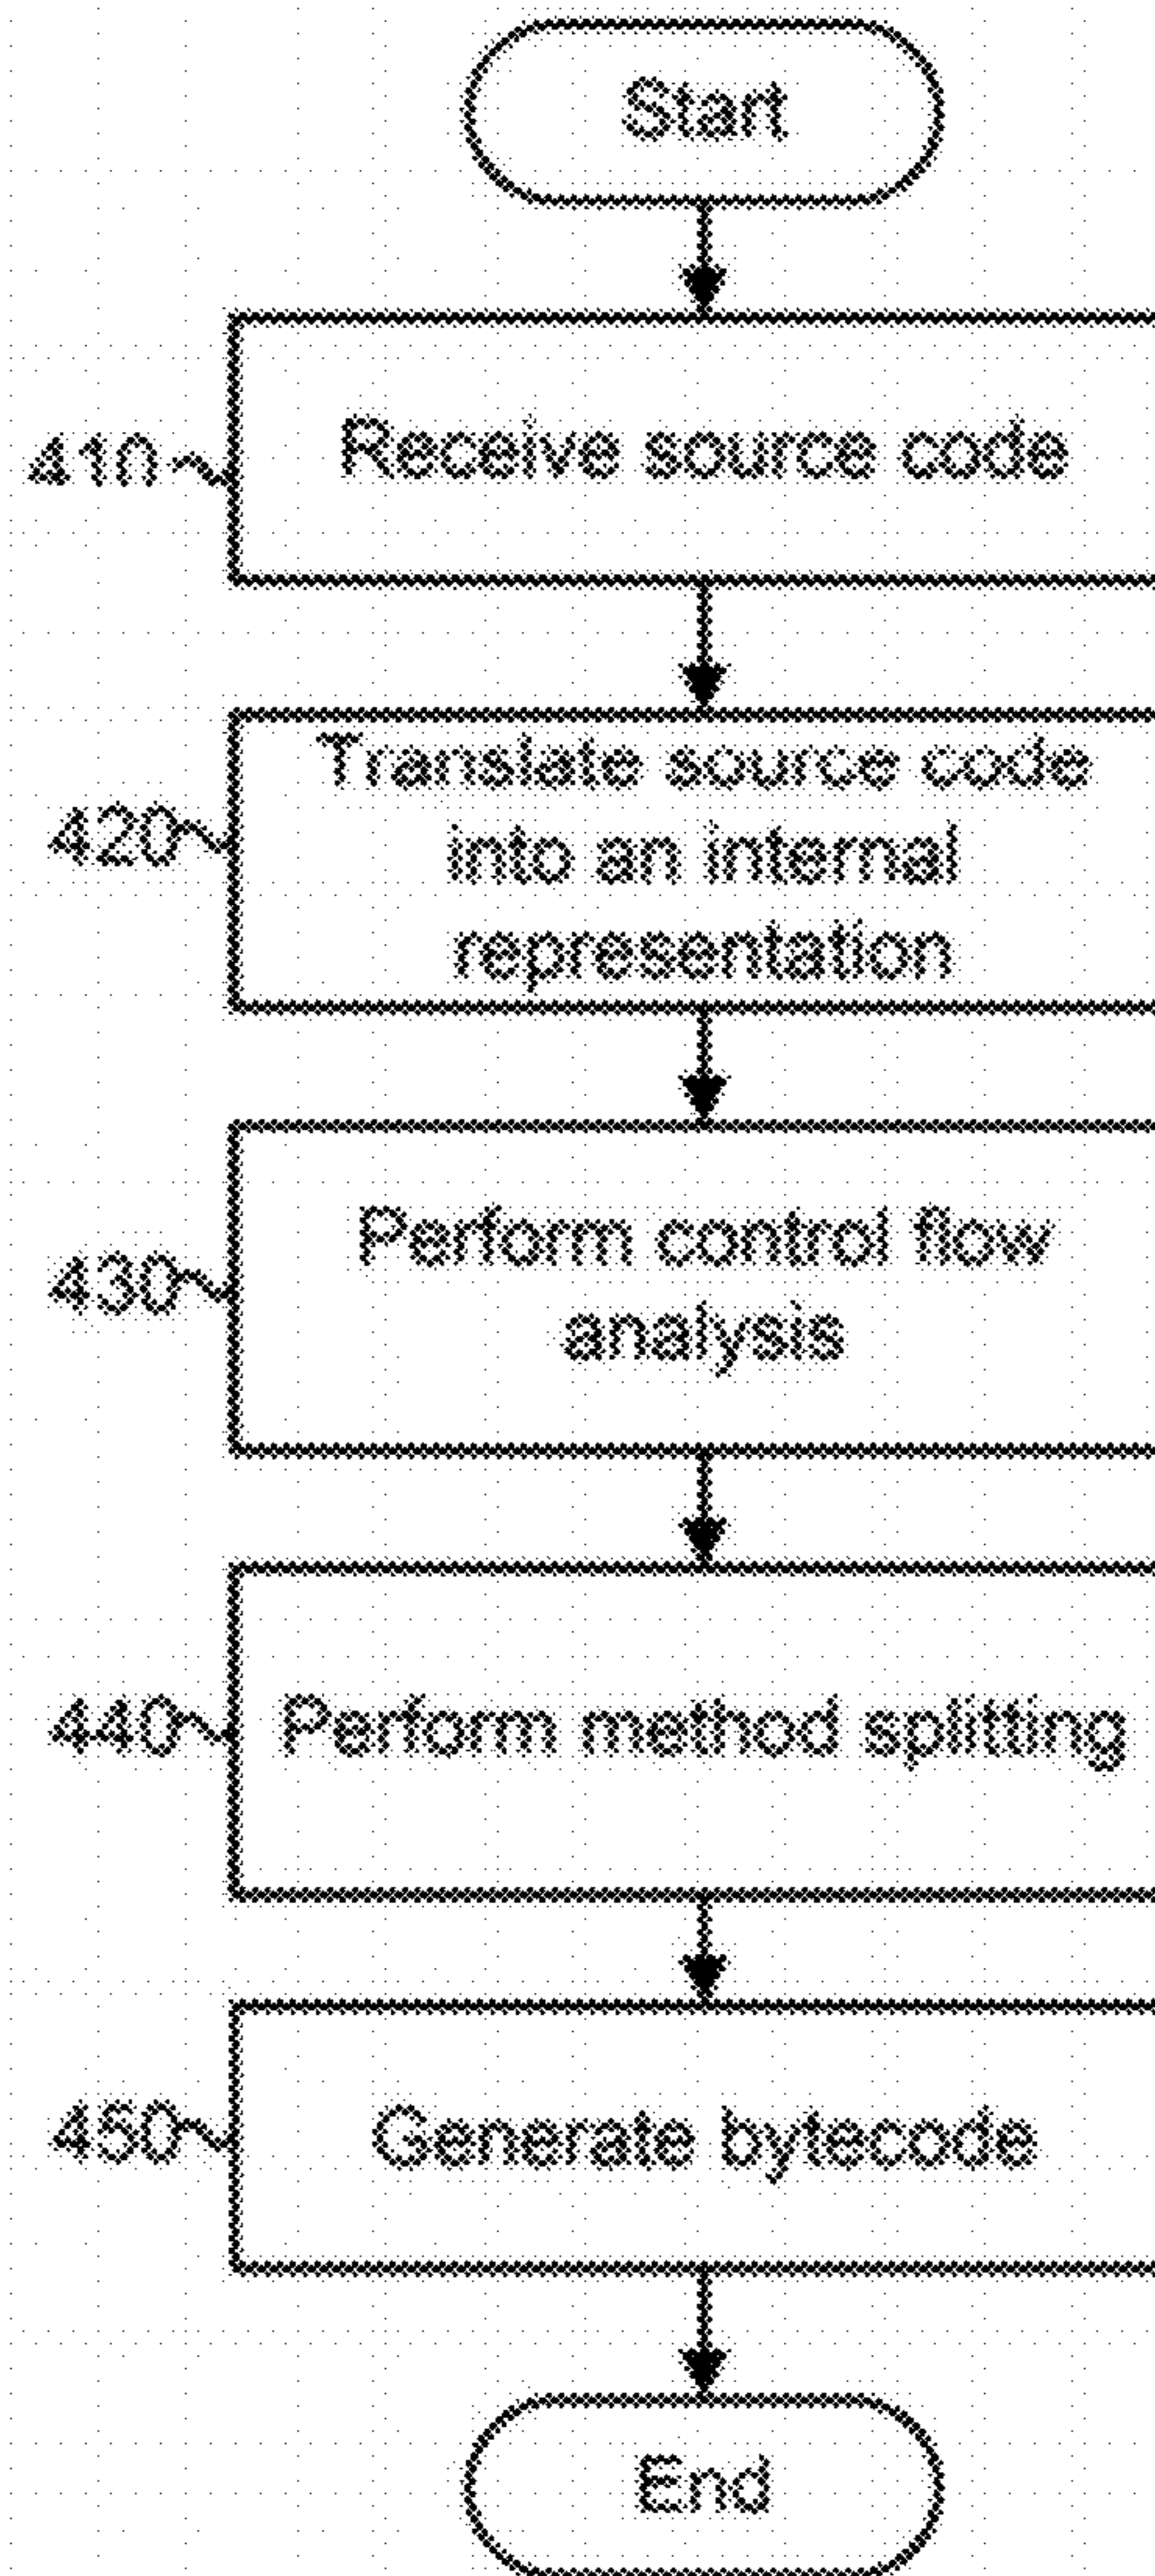 Start
410
Receive source code
420
Translate source code
into an internal
representation
430
Perform control flow
analysis
440
Perform method splitting
450
Generate bytecode
End